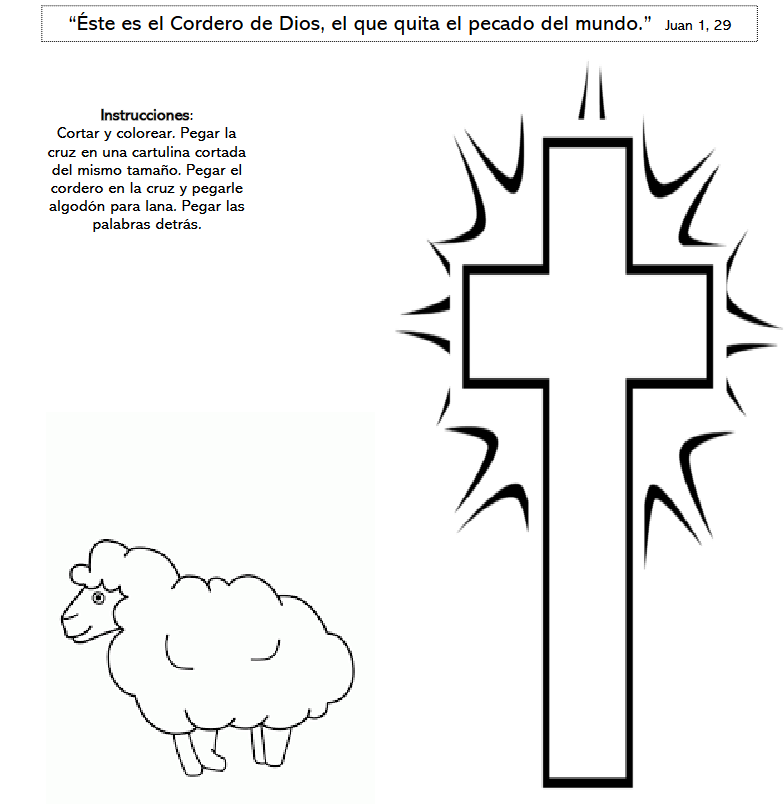 “Éste es el Cordero de Dios, el que quita el pecado del mundo.” Juan 1, 29
Instrucciones:
Cortar y colorear. Pegar la
cruz en una cartulina cortada
del mismo tamaño. Pegar el
cordero en la cruz y pegarle
algodón para lana. Pegar las
palabras detrás.